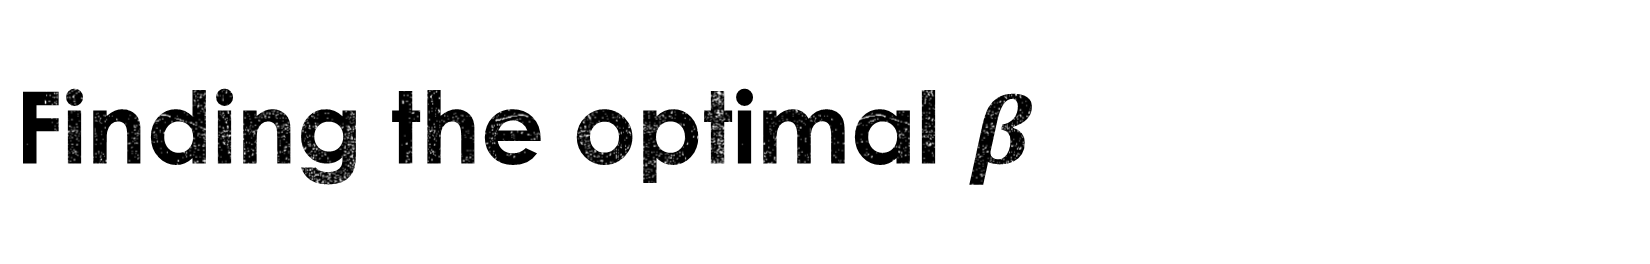 Finding the optimal β